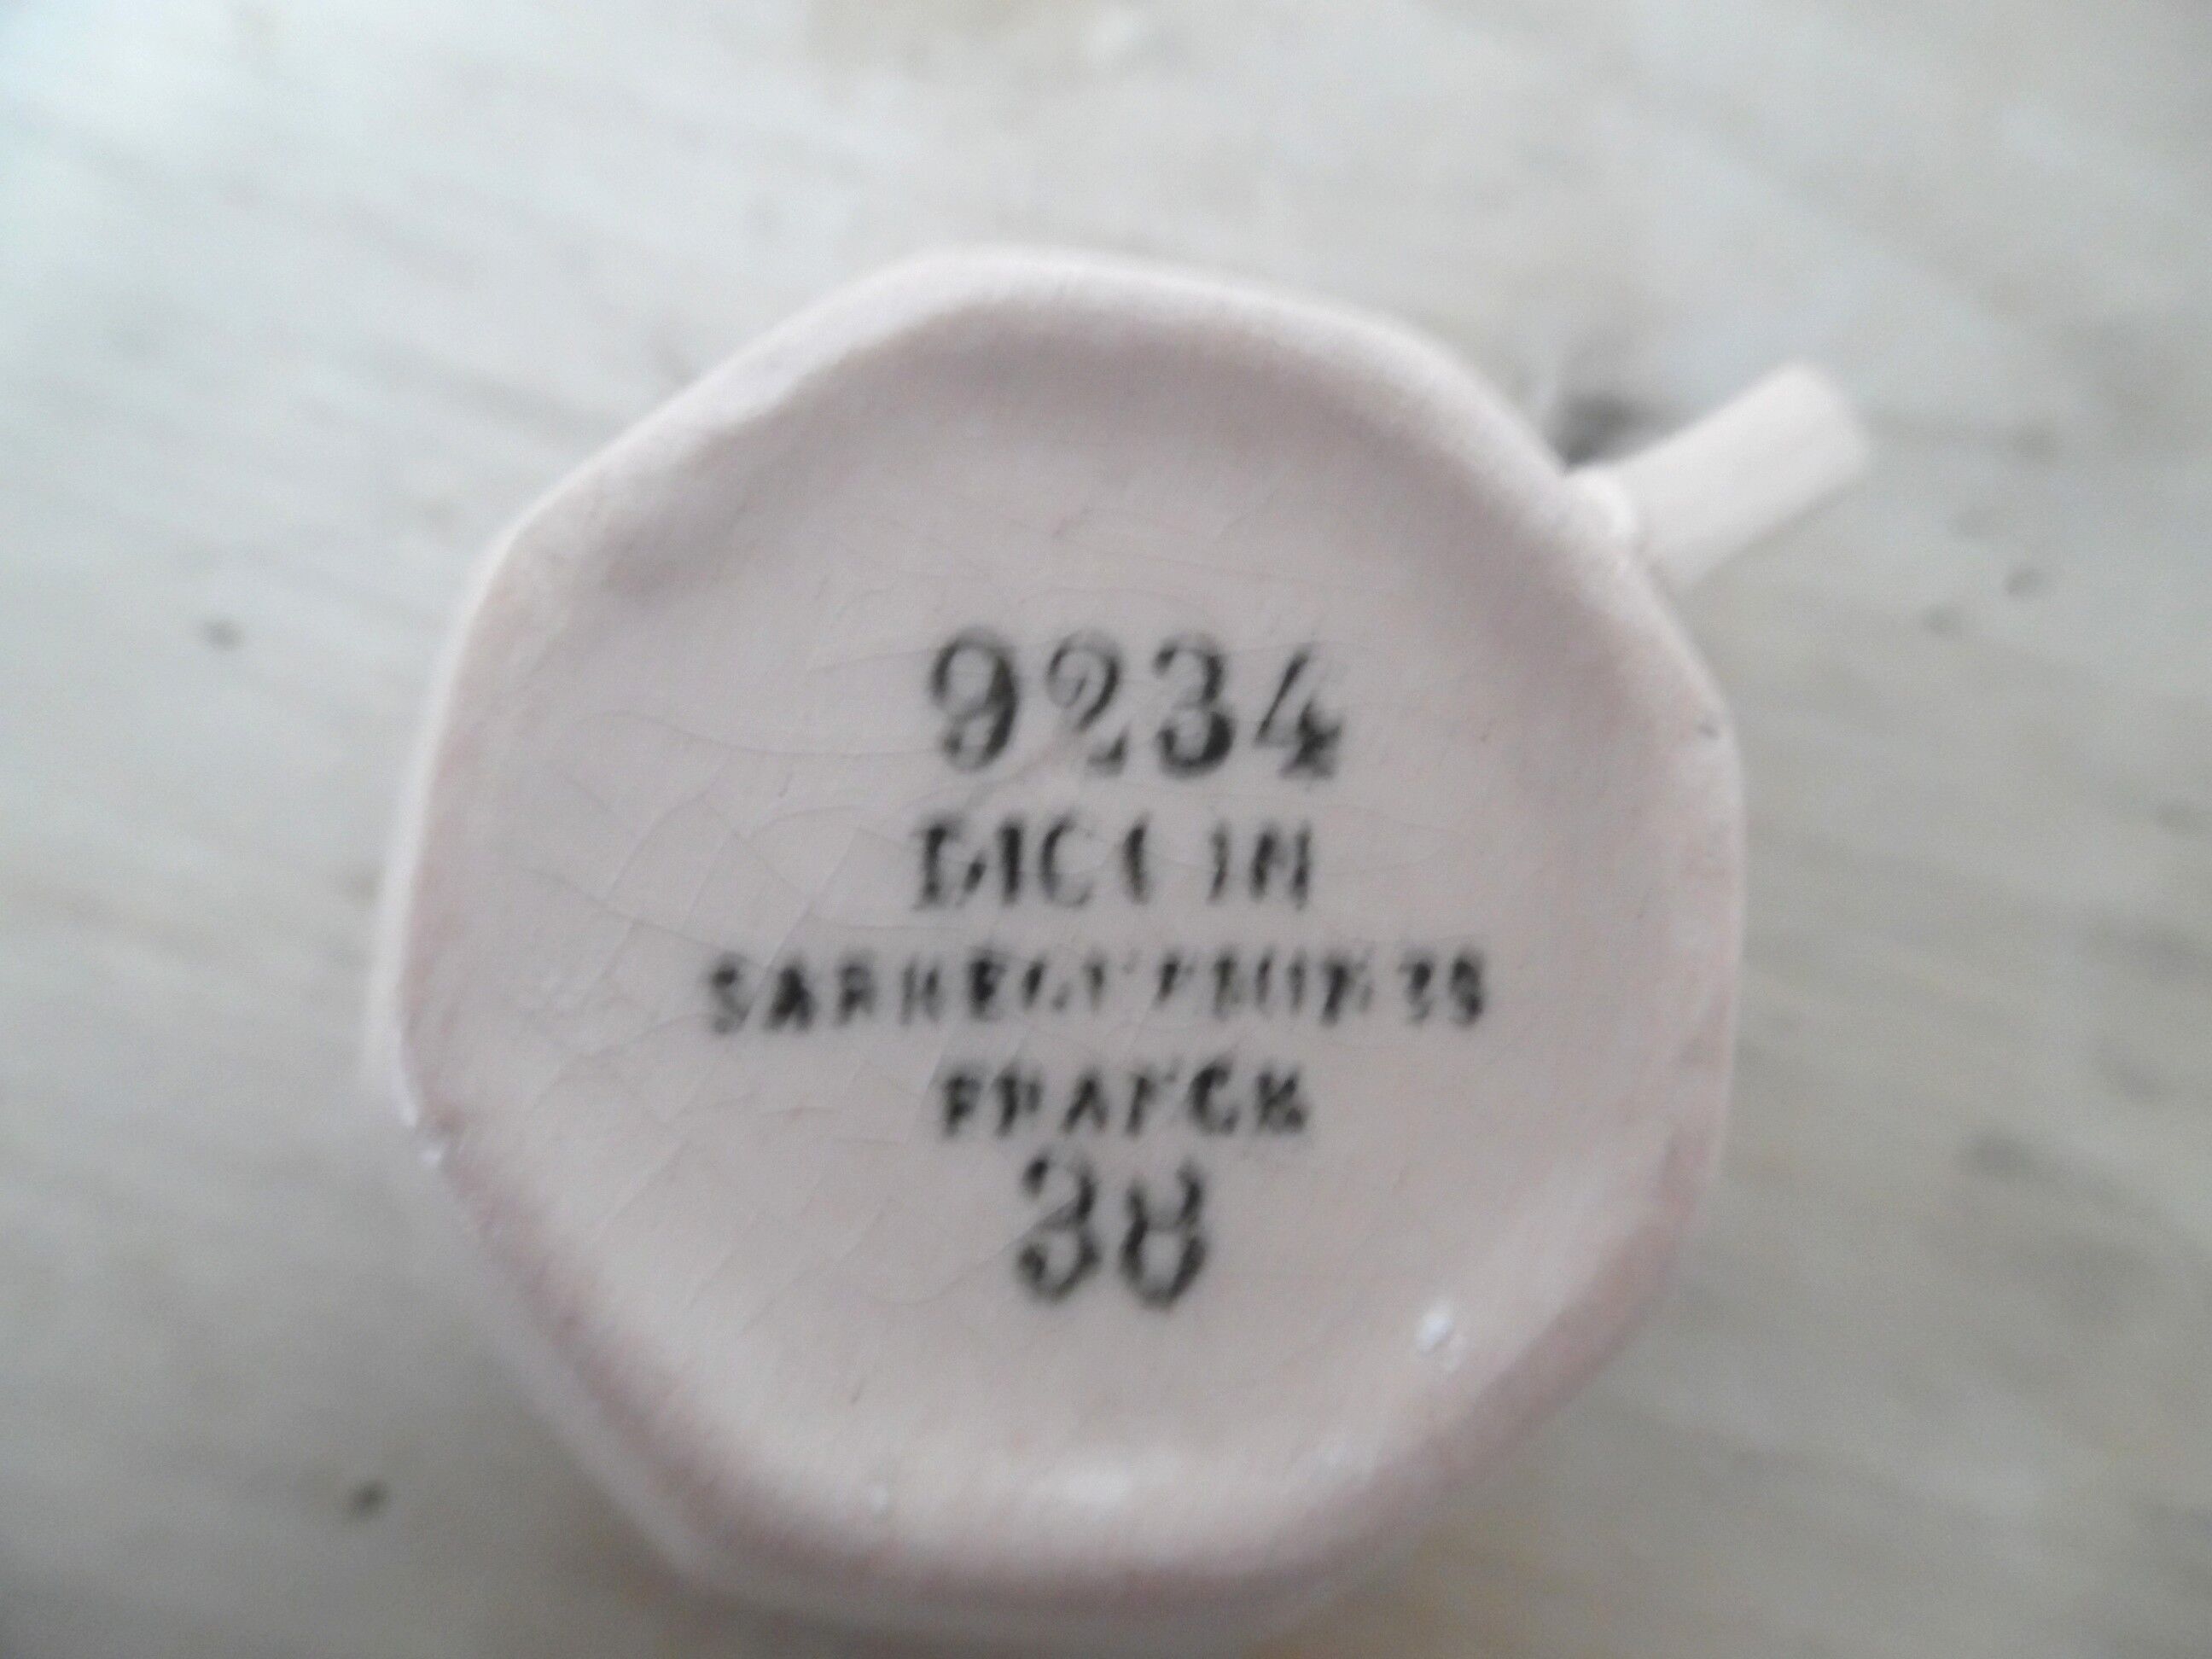 9234
DIGOIN
SARREGUEMINES
FRANCE
38